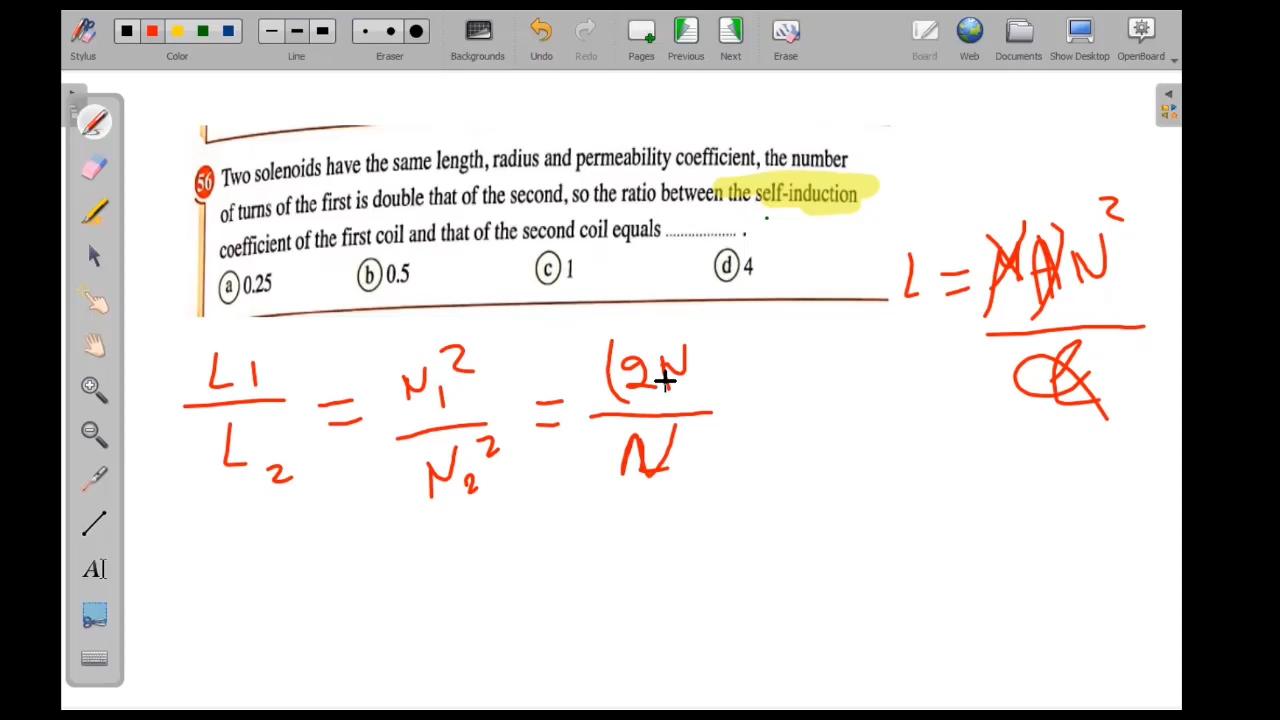 Stylus Color Line Eraser Backgrounds Undo Redo Pages Previous Next Erase Board Web Documents Show Desktop OpenBoard
56 Two solenoids have the same length, radius and permeability coefficient, the number
of turns of the first is double that of the second, so the ratio between the self-induction
coefficient of the first coil and that of the second coil equals ................... .
a 0.25 b 0.5 c 1 d 4
L = μAN²
ℓ
L1 = N₁² = (2N
L₂ N₂² N
AI